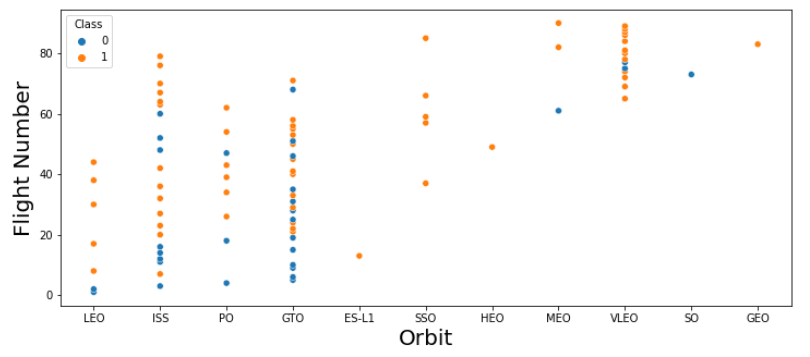 Class
0
1
80
60
40
20
0
Flight Number
LEO ISS PO GTO ES-L1 SSO HEO MEO VLEO SO GEO
Orbit